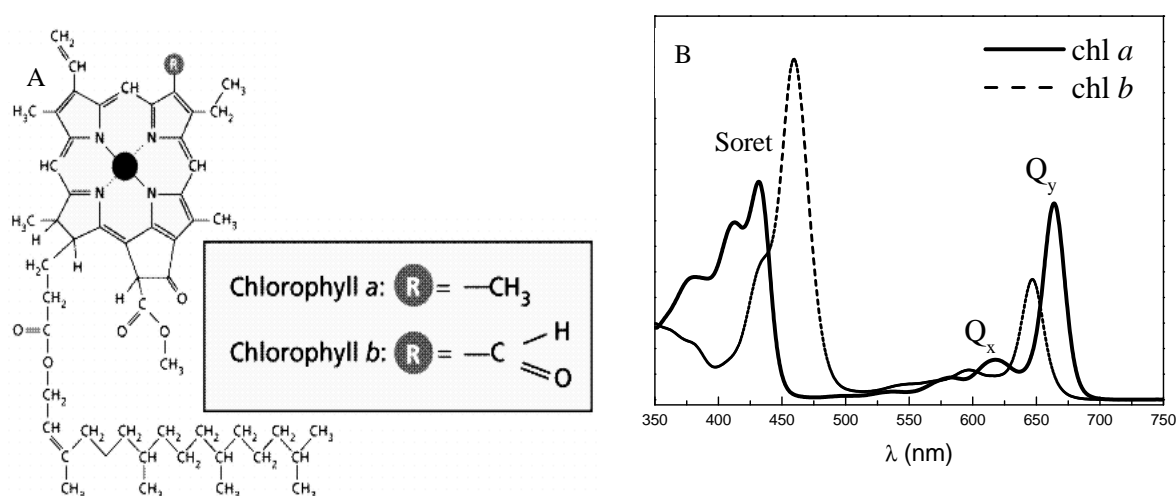 A
CH₂
CH
R
CH
CH₃
CH₂
H₃C
N
N
HC
CH
N
N
H₃C
CH₃
H
H
H₂C
CH₂
H
O
O
C
O
C
O
O
CH₃
CH₂
CH
C
CH₃
CH₂
CH₂
CH
CH₃
CH₂
CH₂
CH
CH₃
CH₂
CH₂
CH
CH₃
CH₃
Chlorophyll a: R = —CH₃
Chlorophyll b: R = —C H O
B
chl a
chl b
Soret
Qy
Qx
350 400 450 500 550 600 650 700 750
λ (nm)